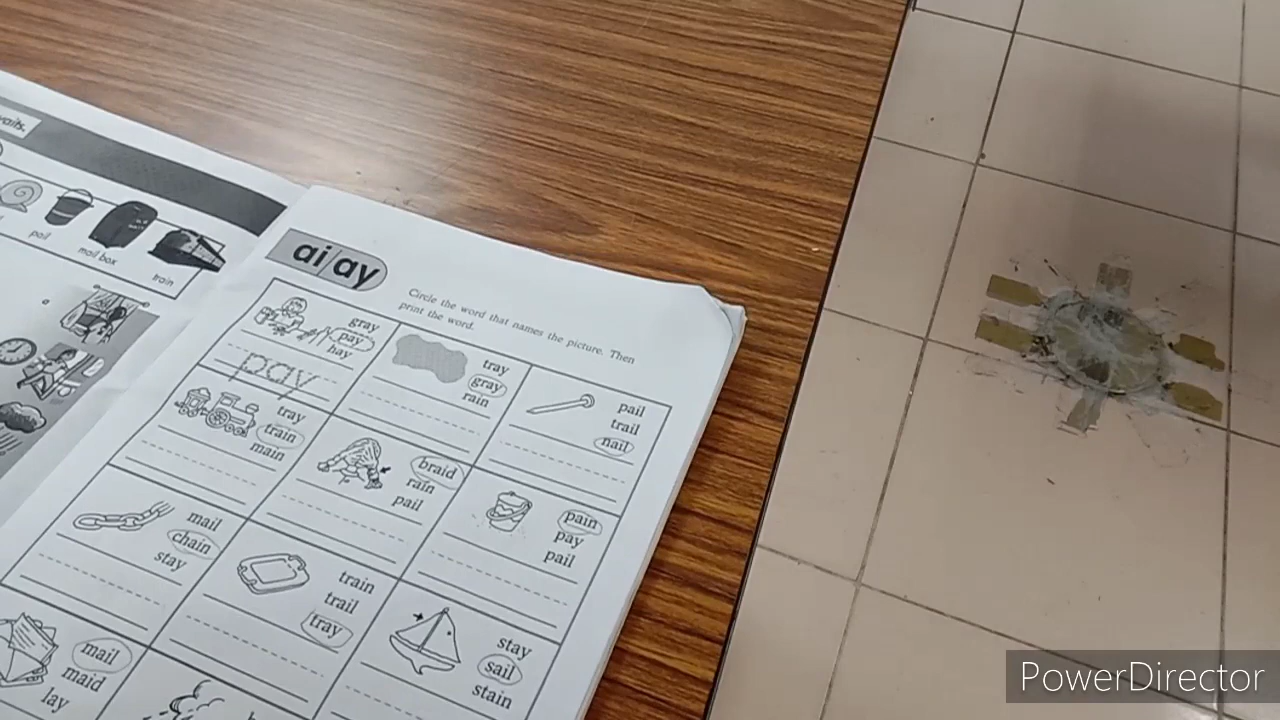 pail
mail box
train
ai/ay
Circle the word that names the picture. Then
print the word.
gray
pay
hay
pay
tray
gray
rain
pail
trail
nail
tray
train
main
braid
rain
pail
pain
pay
pail
mail
chain
stay
train
trail
tray
stay
sail
stain
mail
maid
lay
PowerDirector